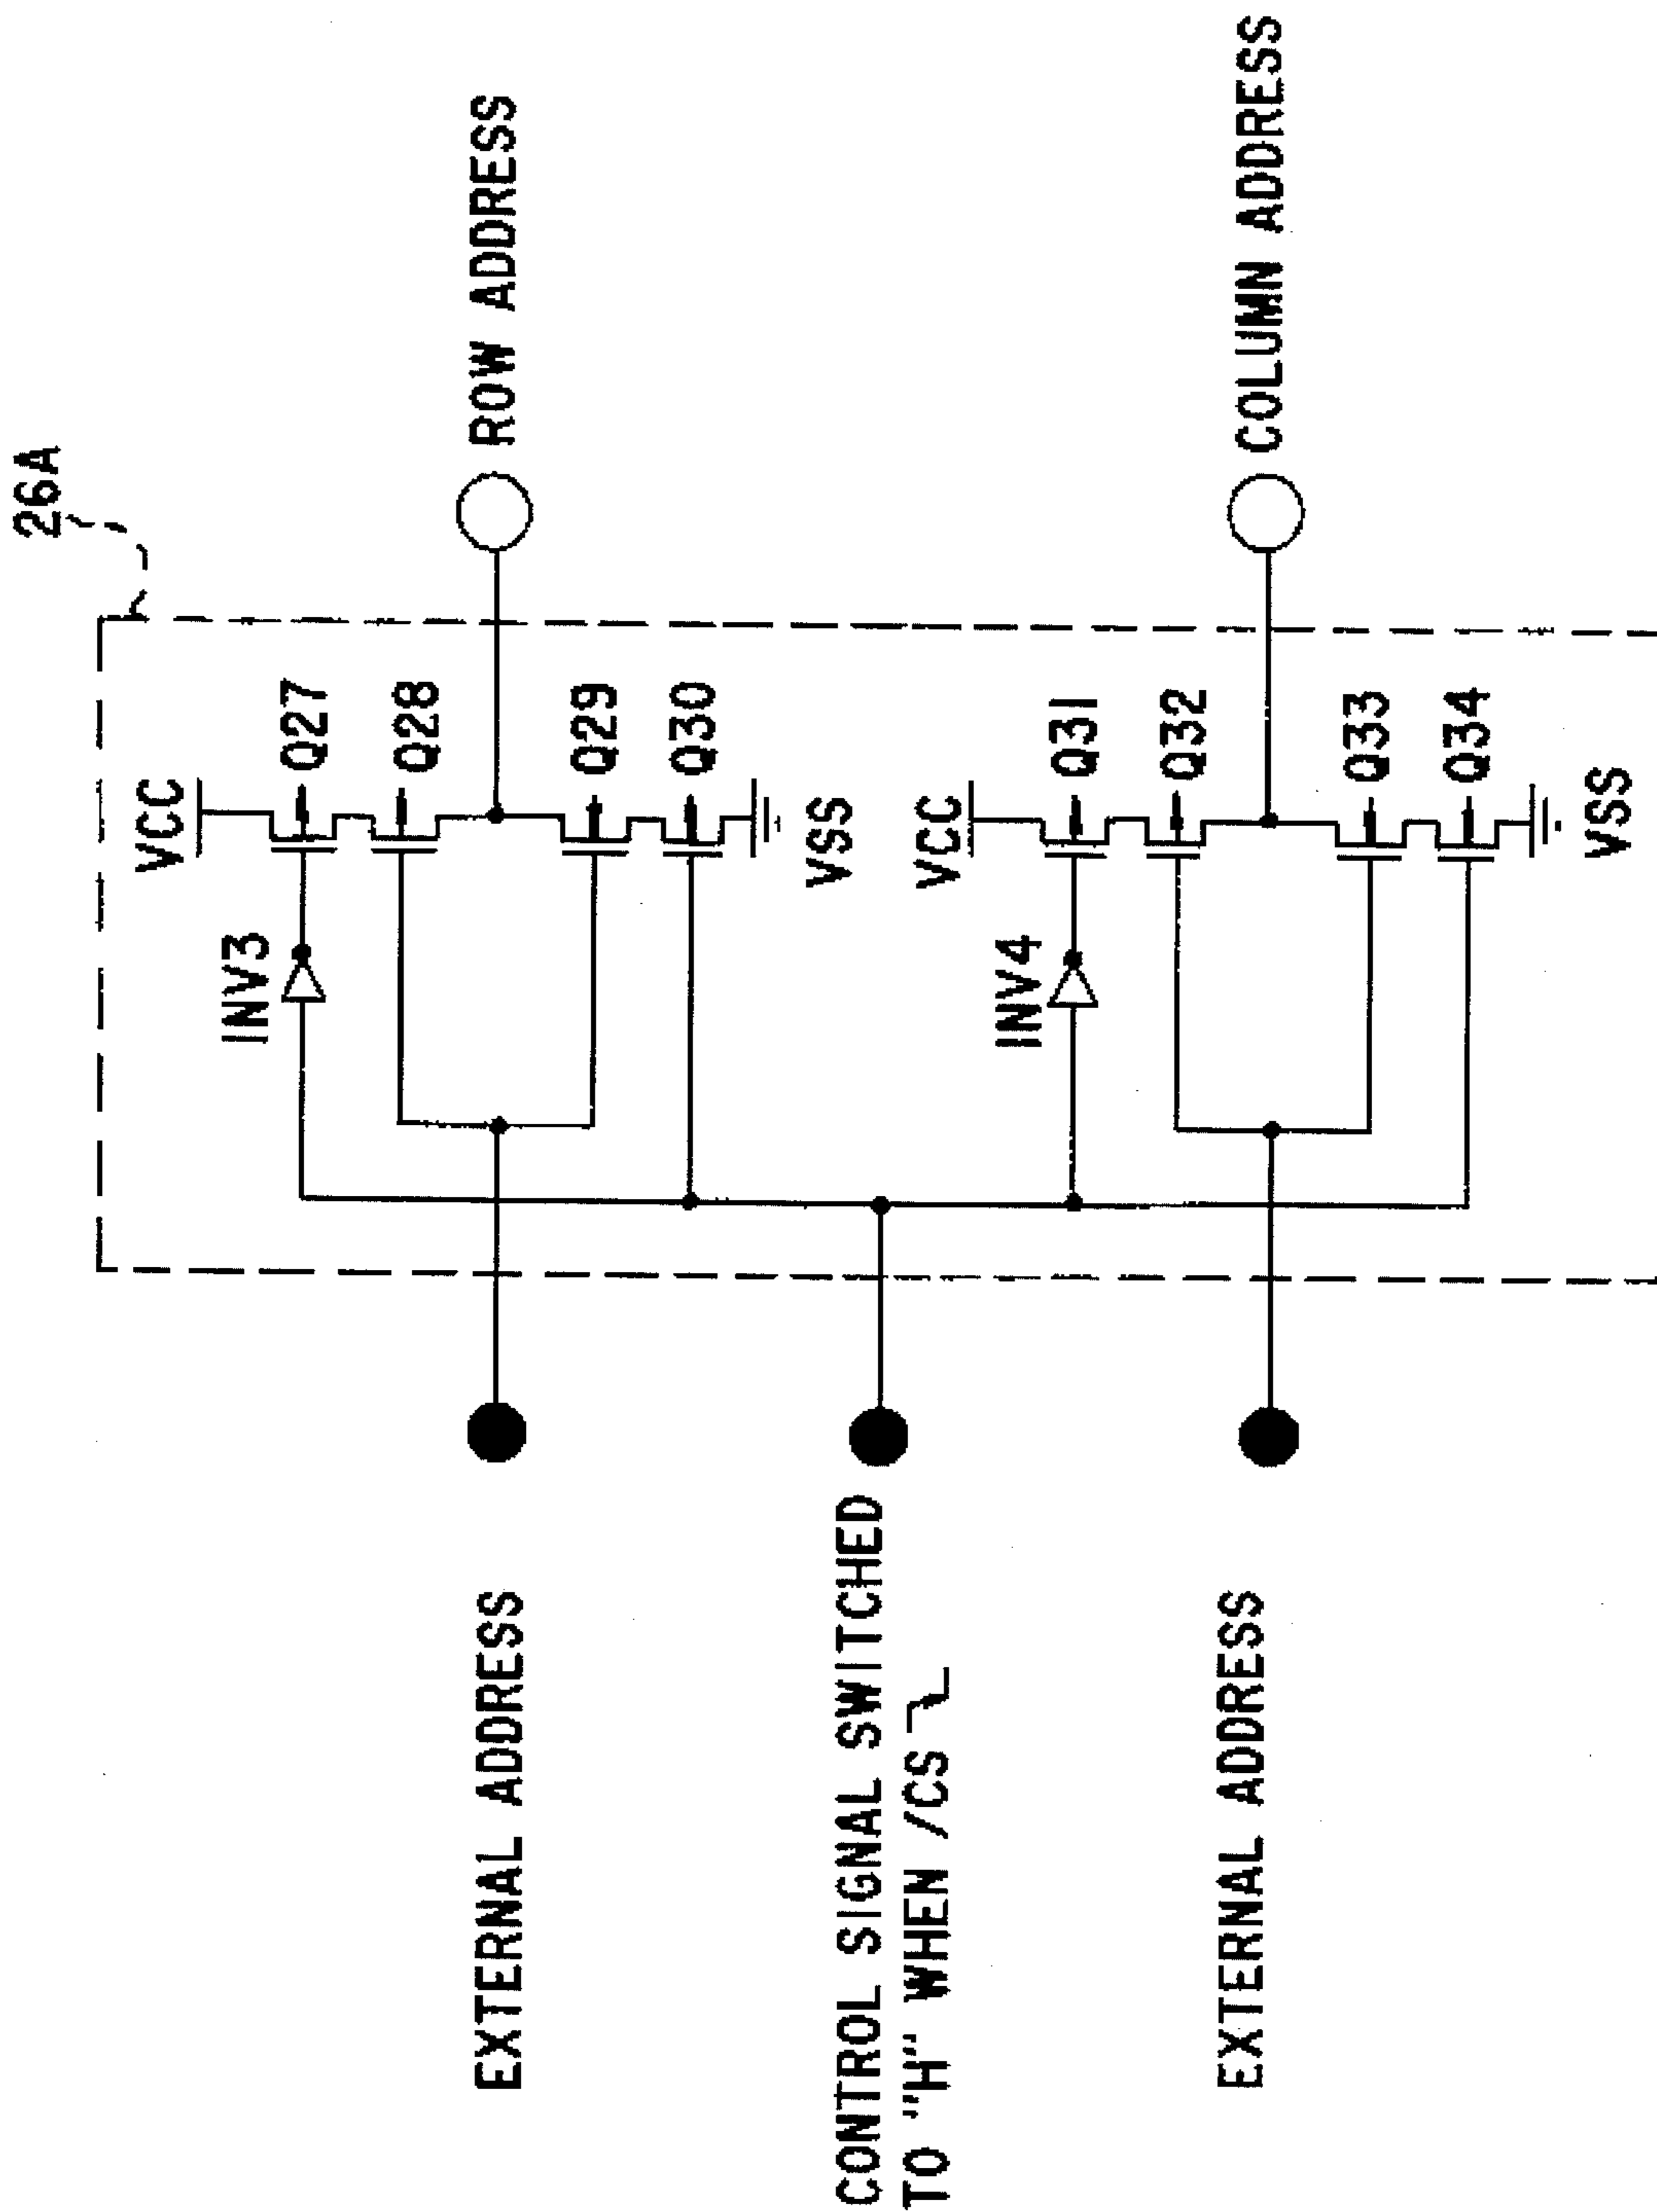 26A
VCC
INV3
Q27
Q28
EXTERNAL ADDRESS
ROW ADDRESS
Q29
Q30
VSS
CONTROL SIGNAL SWITCHED
TO "H" WHEN /CS
VCC
INV4
Q31
Q32
EXTERNAL ADDRESS
COLUMN ADDRESS
Q33
Q34
VSS